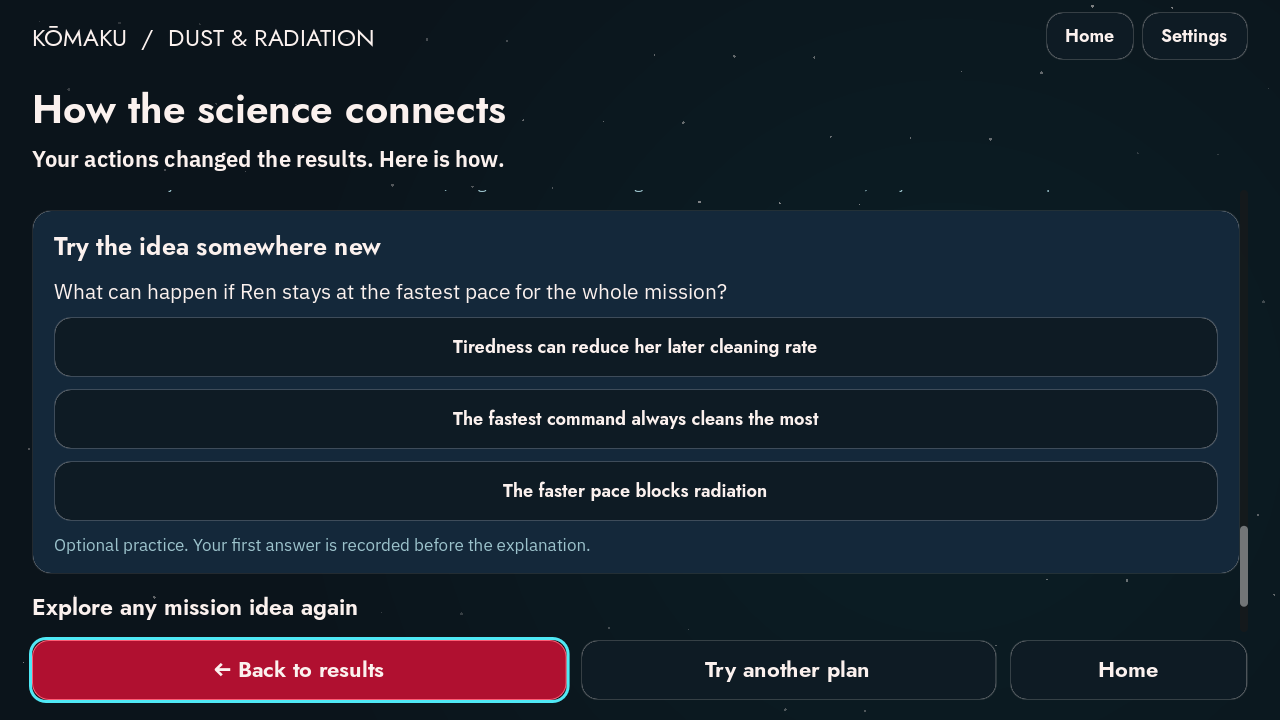 KŌMAKU / DUST & RADIATION
Home
Settings
How the science connects
Your actions changed the results. Here is how.
Try the idea somewhere new
What can happen if Ren stays at the fastest pace for the whole mission?
Tiredness can reduce her later cleaning rate
The fastest command always cleans the most
The faster pace blocks radiation
Optional practice. Your first answer is recorded before the explanation.
Explore any mission idea again
← Back to results
Try another plan
Home